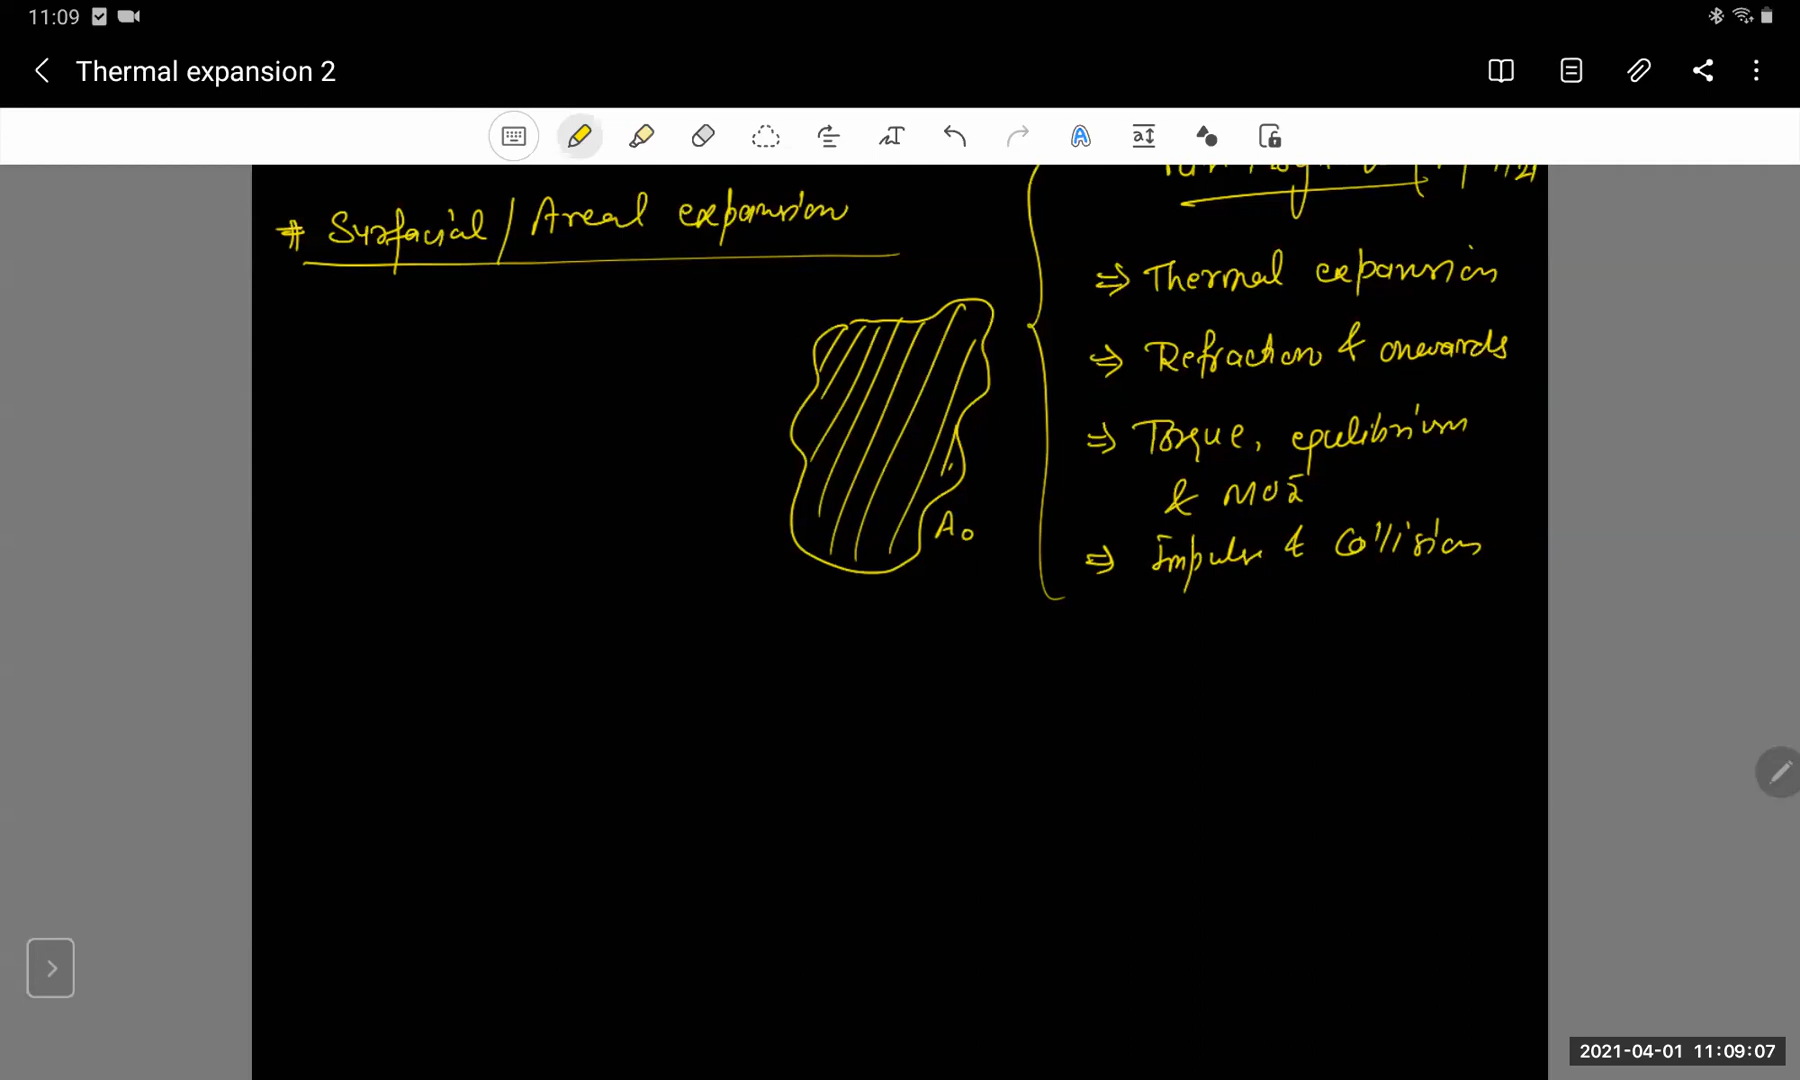 11:09
Thermal expansion 2
# Surfacial / Areal expansion
⇒ Thermal expansion
⇒ Refraction & onwards
⇒ Torque, equilibrium
& MOI
⇒ Impulse & Collision
A₀
2021-04-01 11:09:07